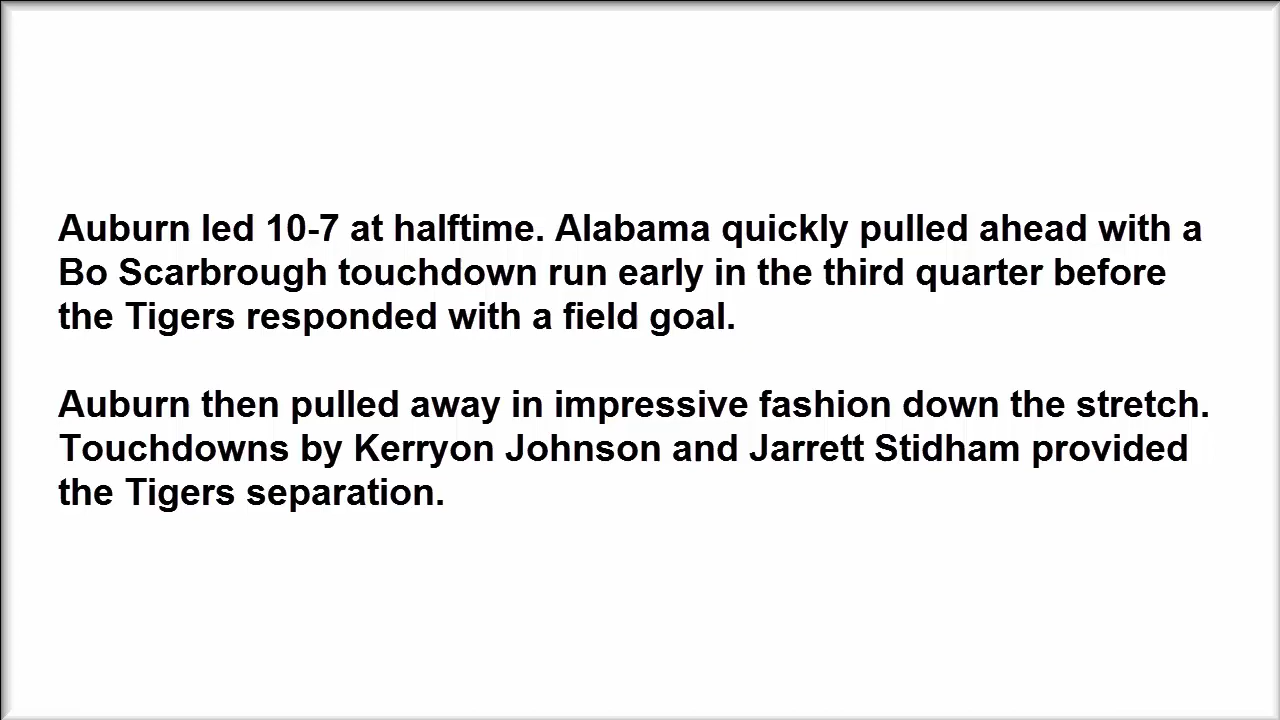 Auburn led 10-7 at halftime. Alabama quickly pulled ahead with a
Bo Scarbrough touchdown run early in the third quarter before
the Tigers responded with a field goal.
Auburn then pulled away in impressive fashion down the stretch.
Touchdowns by Kerryon Johnson and Jarrett Stidham provided
the Tigers separation.